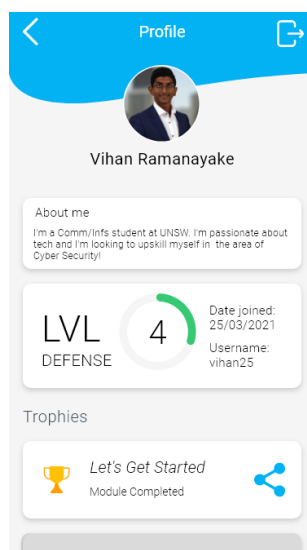 Profile
Vihan Ramanayake
About me
I'm a Comm/Infs student at UNSW. I'm passionate about
tech and I'm looking to upskill myself in the area of
Cyber Security!
LVL
DEFENSE
4
Date joined:
25/03/2021
Username:
vihan25
Trophies
Let's Get Started
Module Completed